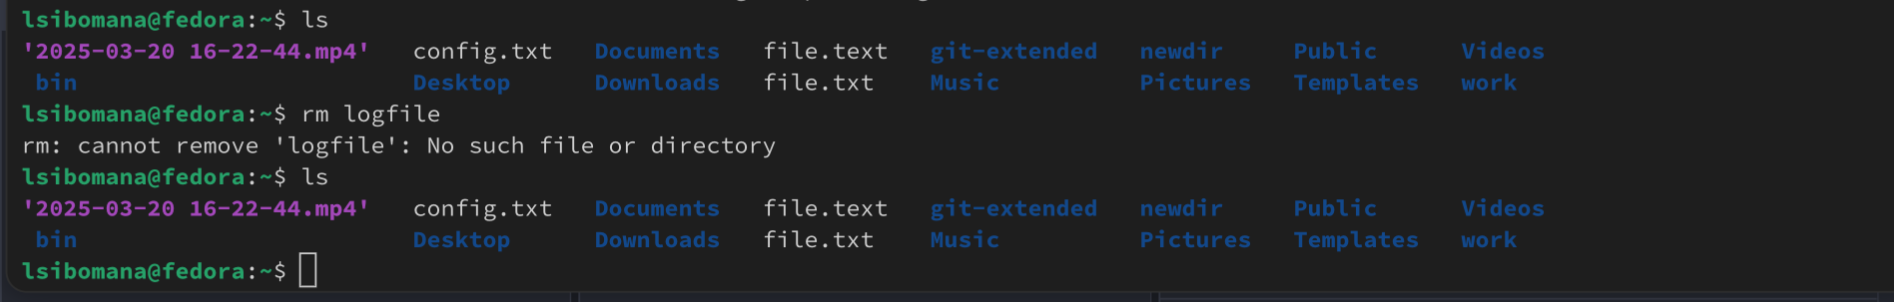 lsibomana@fedora:~$ ls
'2025-03-20 16-22-44.mp4'   config.txt   Documents   file.text   git-extended   newdir     Public      Videos
 bin                        Desktop      Downloads   file.txt    Music          Pictures   Templates   work
lsibomana@fedora:~$ rm logfile
rm: cannot remove 'logfile': No such file or directory
lsibomana@fedora:~$ ls
'2025-03-20 16-22-44.mp4'   config.txt   Documents   file.text   git-extended   newdir     Public      Videos
 bin                        Desktop      Downloads   file.txt    Music          Pictures   Templates   work
lsibomana@fedora:~$